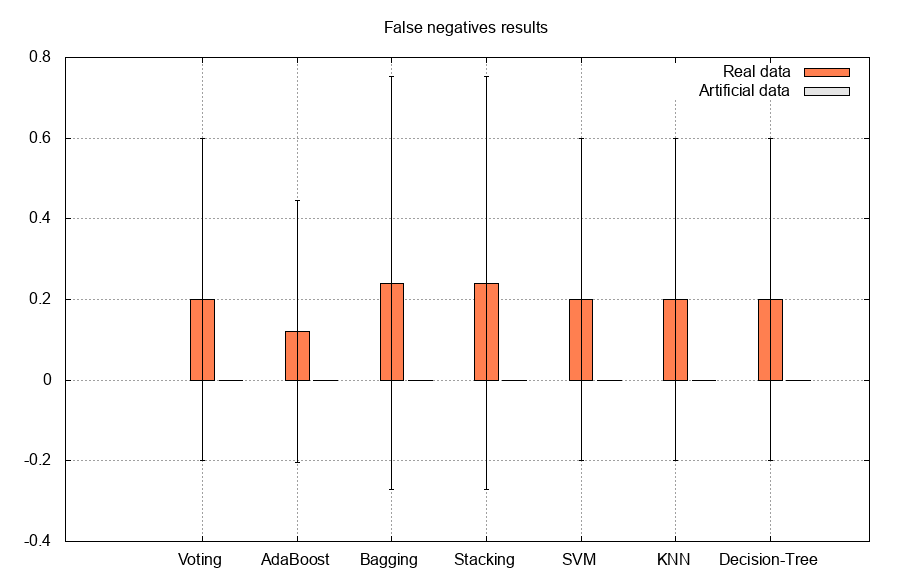 False negatives results
0.8
0.6
0.4
0.2
0
-0.2
-0.4
Real data
Artificial data
Voting AdaBoost Bagging Stacking SVM KNN Decision-Tree